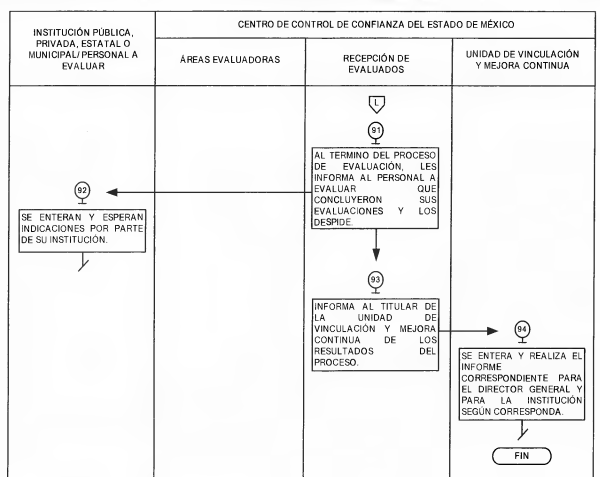 INSTITUCIÓN PÚBLICA,
PRIVADA, ESTATAL O
MUNICIPAL/ PERSONAL A
EVALUAR
CENTRO DE CONTROL DE CONFIANZA DEL ESTADO DE MÉXICO
ÁREAS EVALUADORAS
RECEPCIÓN DE
EVALUADOS
UNIDAD DE VINCULACIÓN
Y MEJORA CONTINUA
L
91
AL TERMINO DEL PROCESO
DE EVALUACIÓN, LES
INFORMA AL PERSONAL A
EVALUAR QUE
CONCLUYERON SUS
EVALUACIONES Y LOS
DESPIDE.
92
SE ENTERAN Y ESPERAN
INDICACIONES POR PARTE
DE SU INSTITUCIÓN.
93
INFORMA AL TITULAR DE
LA UNIDAD DE
VINCULACIÓN Y MEJORA
CONTINUA DE LOS
RESULTADOS DEL
PROCESO.
94
SE ENTERA Y REALIZA EL
INFORME
CORRESPONDIENTE PARA
EL DIRECTOR GENERAL Y
PARA LA INSTITUCIÓN
SEGÚN CORRESPONDA.
FIN